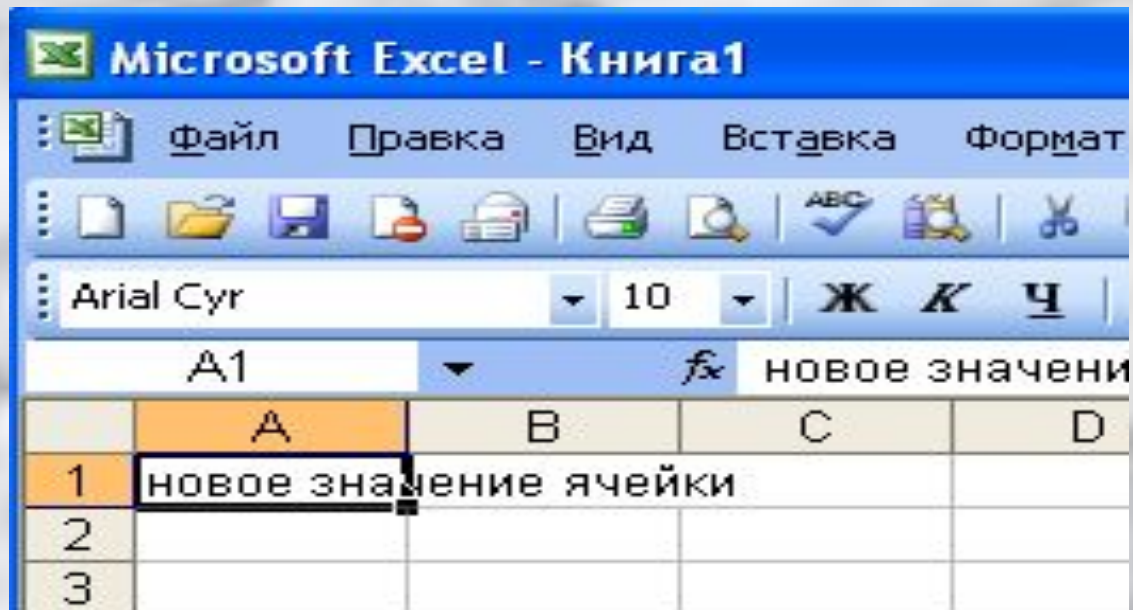 Microsoft Excel - Книга1
Файл Правка Вид Вставка Формат
ABC
Arial Cyr 10 Ж К Ч
A1 fx новое значени
A B C D
1 новое значение ячейки
2
3